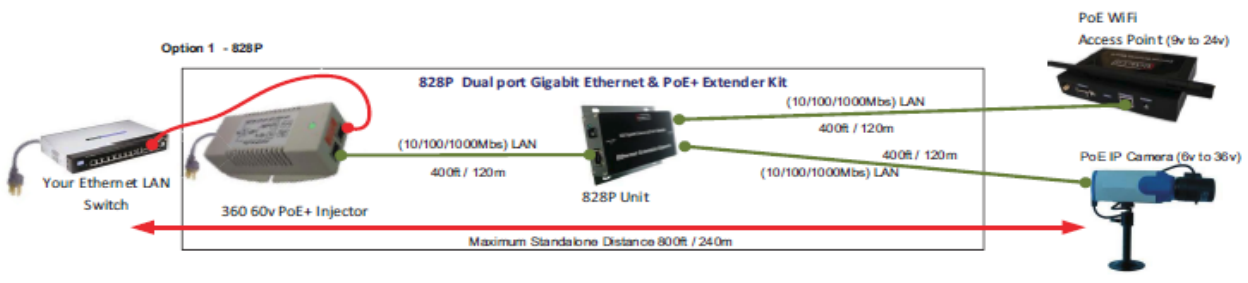 PoE WiFi
Access Point (9v to 24v)
Option 1 - 828P
828P Dual port Gigabit Ethernet & PoE+ Extender Kit
(10/100/1000Mbs) LAN
400ft / 120m
(10/100/1000Mbs) LAN
400ft / 120m
400ft / 120m
(10/100/1000Mbs) LAN
PoE IP Camera (6v to 36v)
Your Ethernet LAN
Switch
828P Unit
360 60v PoE+ Injector
Maximum Standalone Distance 800ft / 240m